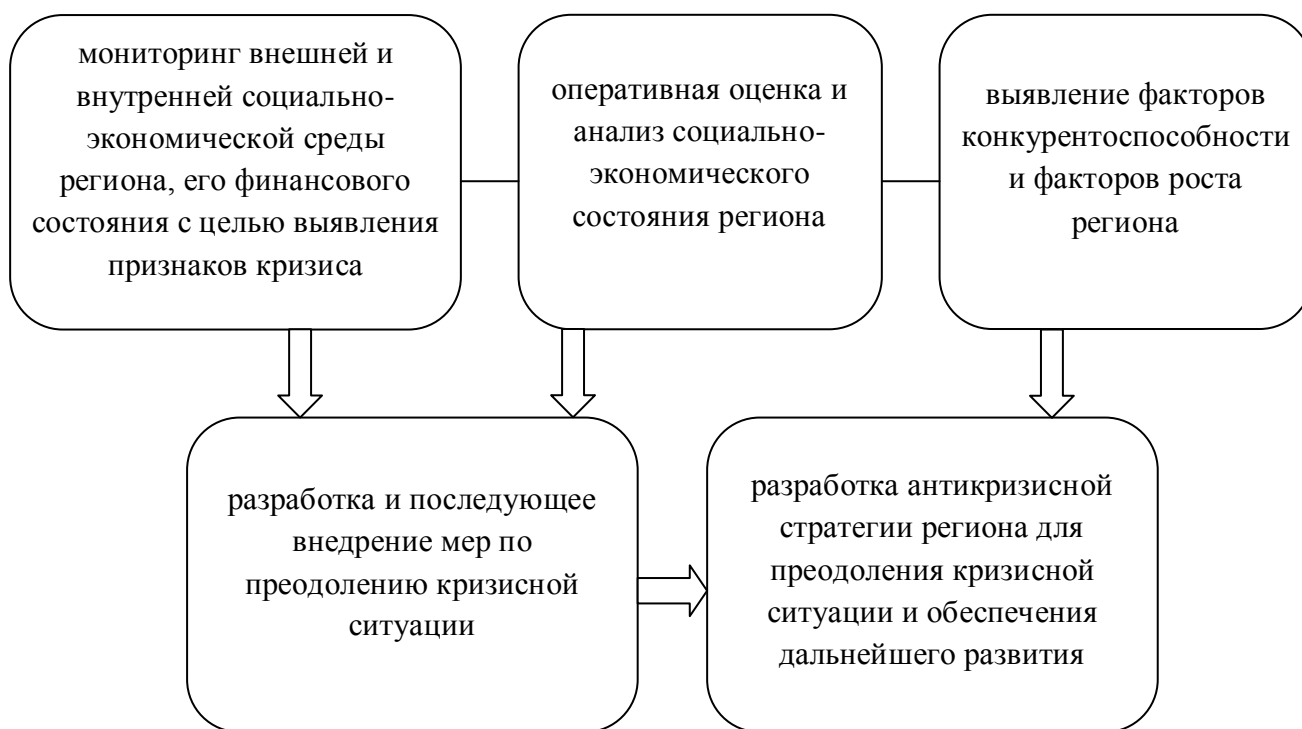 мониторинг внешней и
внутренней социально-
экономической среды
региона, его финансового
состояния с целью выявления
признаков кризиса
оперативная оценка и
анализ социально-
экономического
состояния региона
выявление факторов
конкурентоспособности
и факторов роста
региона
разработка и последующее
внедрение мер по
преодолению кризисной
ситуации
разработка антикризисной
стратегии региона для
преодоления кризисной
ситуации и обеспечения
дальнейшего развития